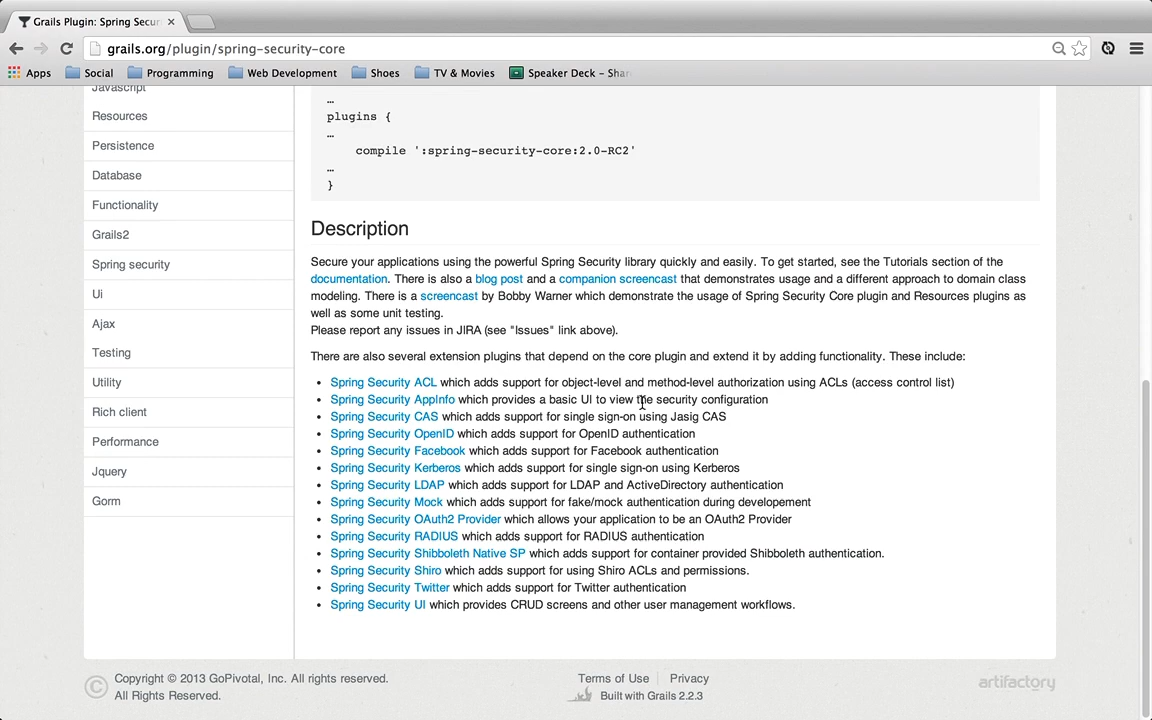 Grails Plugin: Spring Secur
grails.org/plugin/spring-security-core
Apps Social Programming Web Development Shoes TV & Movies Speaker Deck – Shar
Javascript
Resources
Persistence
Database
Functionality
Grails2
Spring security
Ui
Ajax
Testing
Utility
Rich client
Performance
Jquery
Gorm
…
plugins {
…
compile ':spring-security-core:2.0-RC2'
…
}
Description
Secure your applications using the powerful Spring Security library quickly and easily. To get started, see the Tutorials section of the
documentation. There is also a blog post and a companion screencast that demonstrates usage and a different approach to domain class
modeling. There is a screencast by Bobby Warner which demonstrate the usage of Spring Security Core plugin and Resources plugins as
well as some unit testing.
Please report any issues in JIRA (see "Issues" link above).
There are also several extension plugins that depend on the core plugin and extend it by adding functionality. These include:
• Spring Security ACL which adds support for object-level and method-level authorization using ACLs (access control list)
• Spring Security AppInfo which provides a basic UI to view the security configuration
• Spring Security CAS which adds support for single sign-on using Jasig CAS
• Spring Security OpenID which adds support for OpenID authentication
• Spring Security Facebook which adds support for Facebook authentication
• Spring Security Kerberos which adds support for single sign-on using Kerberos
• Spring Security LDAP which adds support for LDAP and ActiveDirectory authentication
• Spring Security Mock which adds support for fake/mock authentication during developement
• Spring Security OAuth2 Provider which allows your application to be an OAuth2 Provider
• Spring Security RADIUS which adds support for RADIUS authentication
• Spring Security Shibboleth Native SP which adds support for container provided Shibboleth authentication.
• Spring Security Shiro which adds support for using Shiro ACLs and permissions.
• Spring Security Twitter which adds support for Twitter authentication
• Spring Security UI which provides CRUD screens and other user management workflows.
© Copyright © 2013 GoPivotal, Inc. All rights reserved.
All Rights Reserved.
Terms of Use Privacy
Built with Grails 2.2.3
artifactory